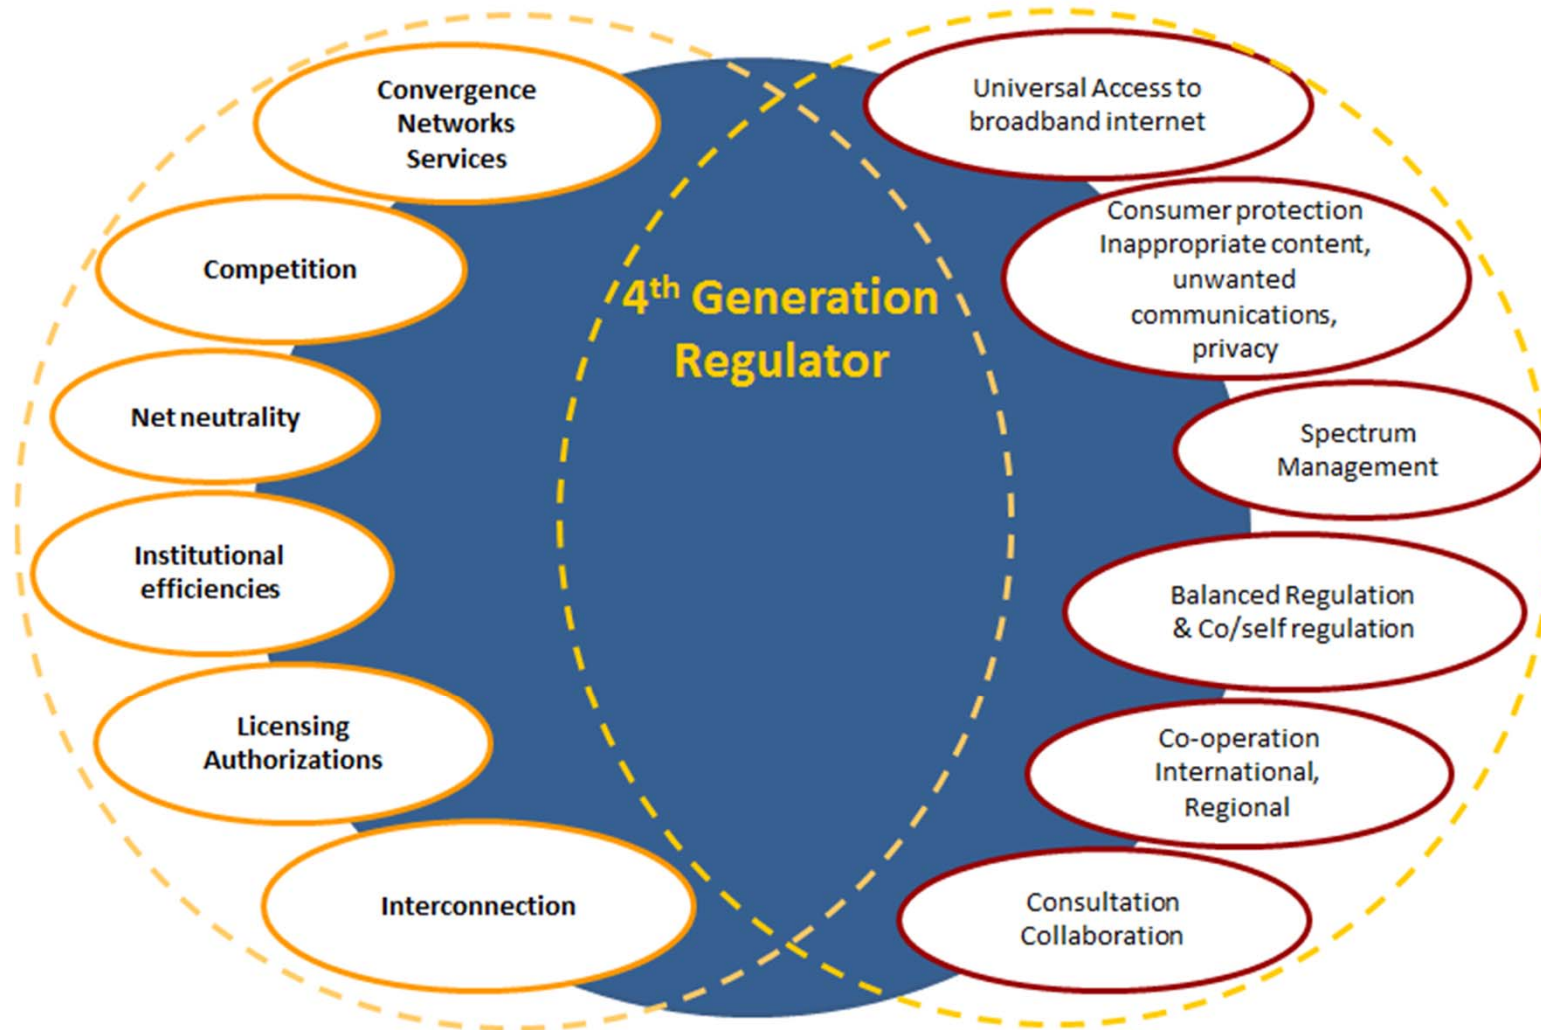 Convergence
Networks
Services
Competition
Net neutrality
Institutional
efficiencies
Licensing
Authorizations
Interconnection
4th Generation
Regulator
Universal Access to
broadband internet
Consumer protection
Inappropriate content,
unwanted
communications,
privacy
Spectrum
Management
Balanced Regulation
& Co/self regulation
Co-operation
International,
Regional
Consultation
Collaboration